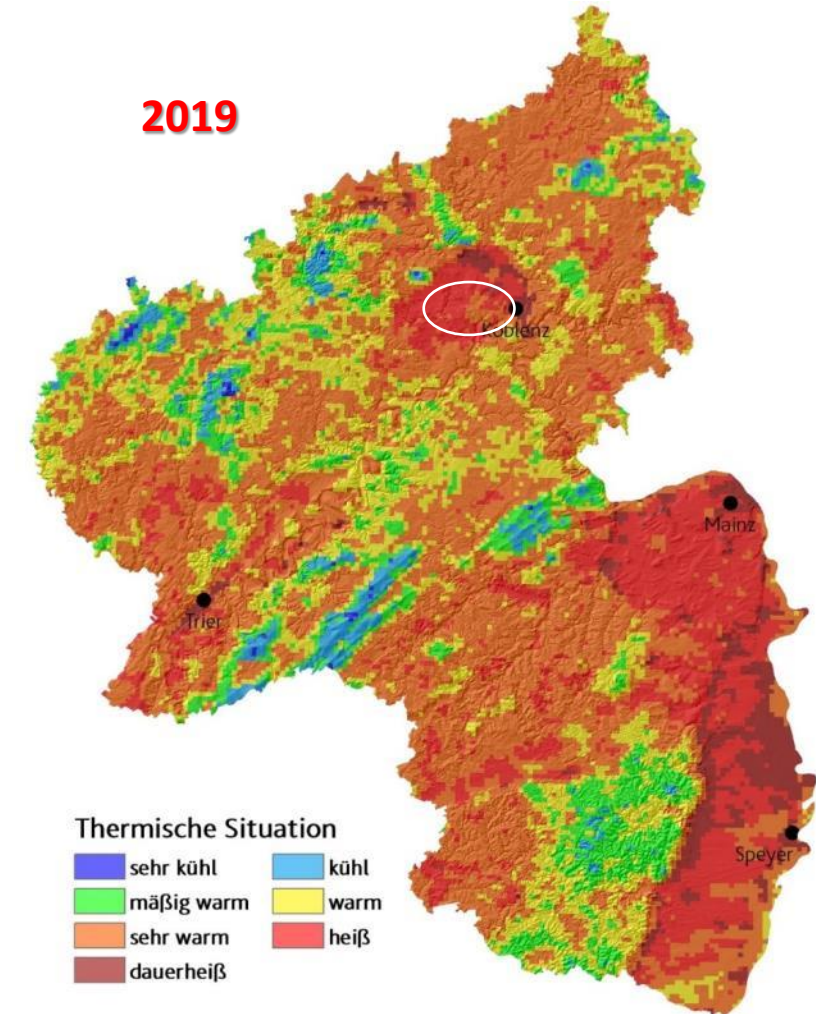 2019
Koblenz
Mainz
Trier
Speyer
Thermische Situation
sehr kühl
kühl
mäßig warm
warm
sehr warm
heiß
dauerheiß